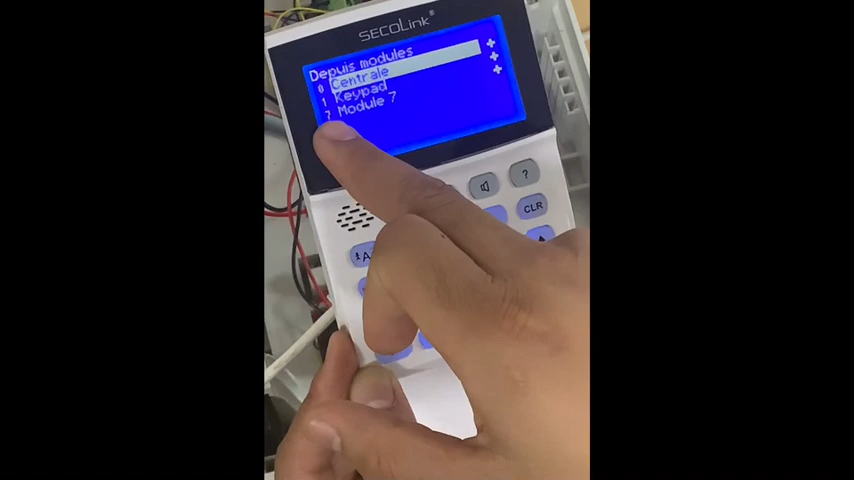 SECOLink®
Depuis modules
0 Centrale +
1 Keypad +
7 Module 7 +
?
CLR
A